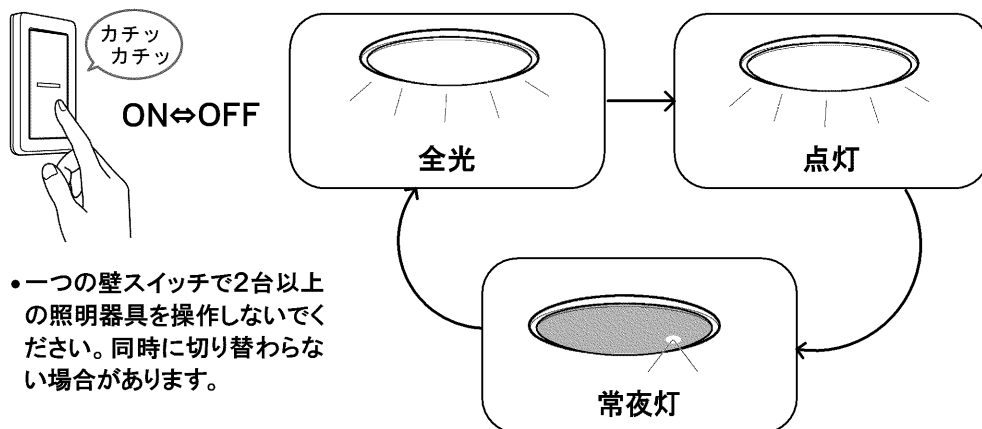 カチッ
カチッ
ON⇔OFF
全光
点灯
常夜灯
•一つの壁スイッチで2台以上
の照明器具を操作しないでく
ださい。同時に切り替わらな
い場合があります。